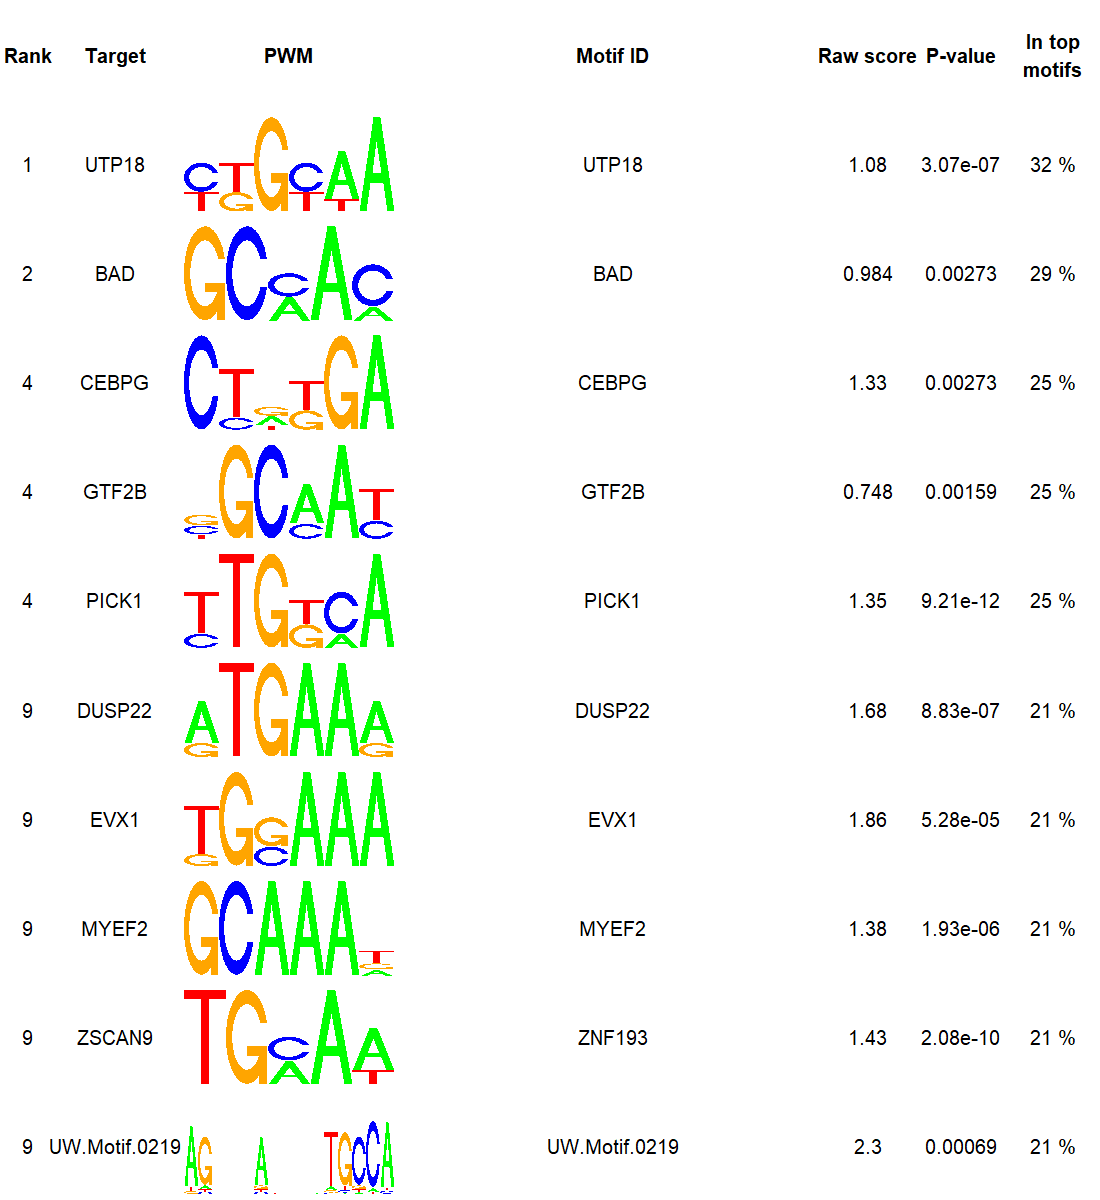 Rank Target PWM Motif ID Raw score P-value In top motifs
1 UTP18 UTP18 1.08 3.07e-07 32 %
2 BAD BAD 0.984 0.00273 29 %
4 CEBPG CEBPG 1.33 0.00273 25 %
4 GTF2B GTF2B 0.748 0.00159 25 %
4 PICK1 PICK1 1.35 9.21e-12 25 %
9 DUSP22 DUSP22 1.68 8.83e-07 21 %
9 EVX1 EVX1 1.86 5.28e-05 21 %
9 MYEF2 MYEF2 1.38 1.93e-06 21 %
9 ZSCAN9 ZNF193 1.43 2.08e-10 21 %
9 UW.Motif.0219 UW.Motif.0219 2.3 0.00069 21 %